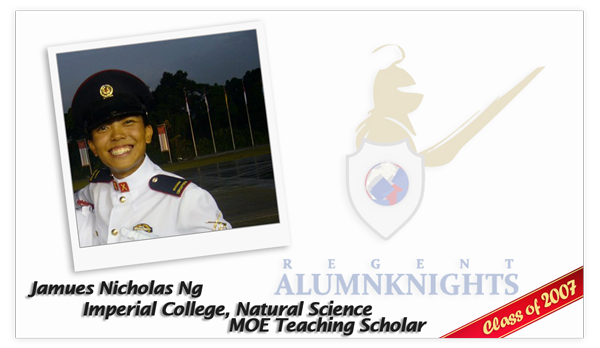 REGENT
ALUMNKNIGHTS
Jamues Nicholas Ng
Imperial College, Natural Science
MOE Teaching Scholar
Class of 2007